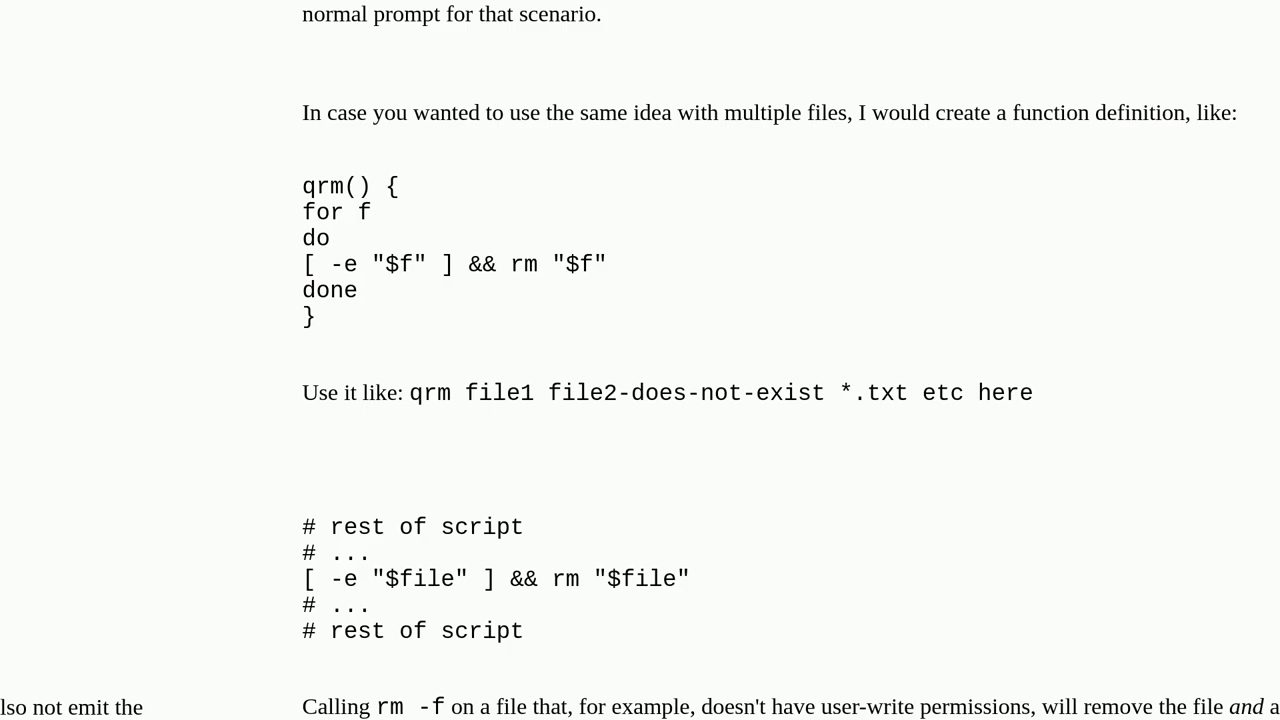 normal prompt for that scenario.
In case you wanted to use the same idea with multiple files, I would create a function definition, like:
qrm() {
for f
do
[ -e "$f" ] && rm "$f"
done
}
Use it like: qrm file1 file2-does-not-exist *.txt etc here
# rest of script
# ...
[ -e "$file" ] && rm "$file"
# ...
# rest of script
Calling rm -f on a file that, for example, doesn't have user-write permissions, will remove the file and a
lso not emit the